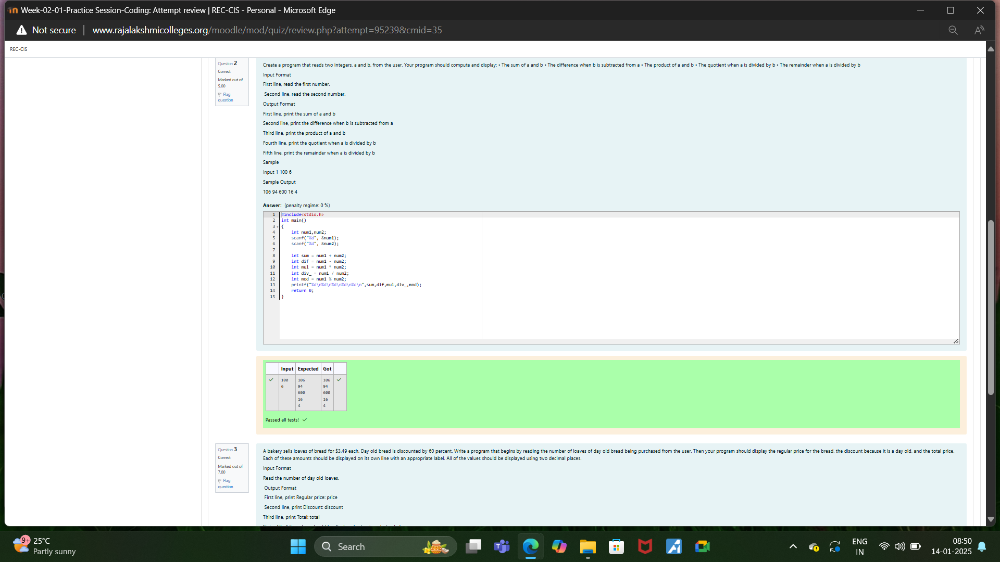 Week-02-01-Practice Session-Coding: Attempt review | REC-CIS - Personal - Microsoft Edge
Not secure | www.rajalakshmicolleges.org/moodle/mod/quiz/review.php?attempt=95239&cmid=35
REC-CIS
Question 2
Correct
Marked out of
5.00
Flag
question
Create a program that reads two integers, a and b, from the user. Your program should compute and display: • The sum of a and b • The difference when b is subtracted from a • The product of a and b • The quotient when a is divided by b • The remainder when a is divided by b
Input Format
First line, read the first number.
Second line, read the second number.
Output Format
First line, print the sum of a and b
Second line, print the difference when b is subtracted from a
Third line, print the product of a and b
Fourth line, print the quotient when a is divided by b
Fifth line, print the remainder when a is divided by b
Sample
Input 1 100 6
Sample Output
106 94 600 16 4
Answer: (penalty regime: 0 %)
1 #include<stdio.h>
2 int main()
3 {
4 int num1,num2;
5 scanf("%d", &num1);
6 scanf("%d", &num2);
7
8 int sum = num1 + num2;
9 int dif = num1 - num2;
10 int mul = num1 * num2;
11 int div_ = num1 / num2;
12 int mod = num1 % num2;
13 printf("%d\n%d\n%d\n%d\n%d\n",sum,dif,mul,div_,mod);
14 return 0;
15 }
Input Expected Got
100 106 106
6 94 94
600 600
16 16
4 4
Passed all tests!
Question 3
Correct
Marked out of
7.00
Flag
question
A bakery sells loaves of bread for $3.49 each. Day old bread is discounted by 60 percent. Write a program that begins by reading the number of loaves of day old bread being purchased from the user. Then your program should display the regular price for the bread, the discount because it is a day old, and the total price.
Each of these amounts should be displayed on its own line with an appropriate label. All of the values should be displayed using two decimal places.
Input Format
Read the number of day old loaves.
Output Format
First line, print Regular price: price
Second line, print Discount: discount
Third line, print Total: total
9+
25°C
Partly sunny
Search
ENG
IN
08:50
14-01-2025